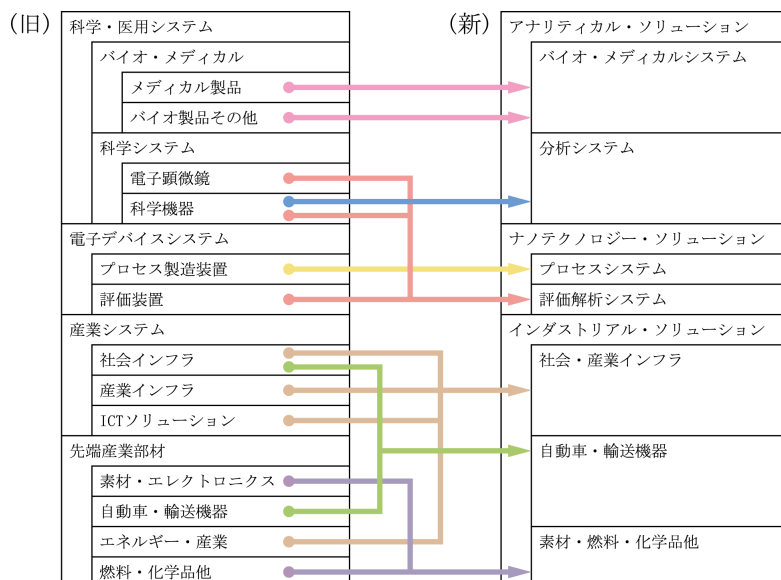 (旧)
科学・医用システム
バイオ・メディカル
メディカル製品
バイオ製品その他
科学システム
電子顕微鏡
科学機器
電子デバイスシステム
プロセス製造装置
評価装置
産業システム
社会インフラ
産業インフラ
ICTソリューション
先端産業部材
素材・エレクトロニクス
自動車・輸送機器
エネルギー・産業
燃料・化学品他
(新)
アナリティカル・ソリューション
バイオ・メディカルシステム
分析システム
ナノテクノロジー・ソリューション
プロセスシステム
評価解析システム
インダストリアル・ソリューション
社会・産業インフラ
自動車・輸送機器
素材・燃料・化学品他